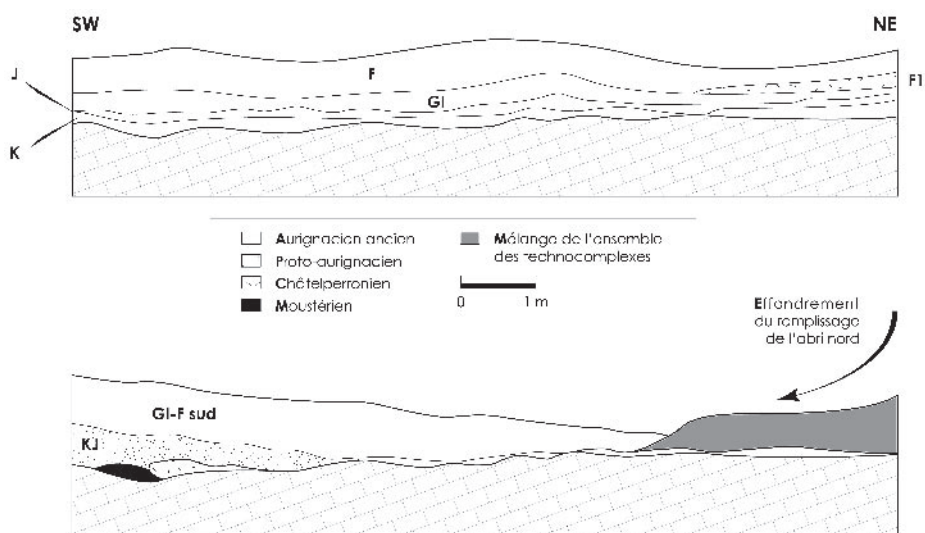 SW
NE
J
F
F1
GI
K
Aurignacien ancien
Proto-aurignacien
Châtelperronien
Moustérien
Mélange de l'ensemble
des technocomplexes
0 1 m
Effondrement
du remplissage
de l'abri nord
GI-F sud
KJ